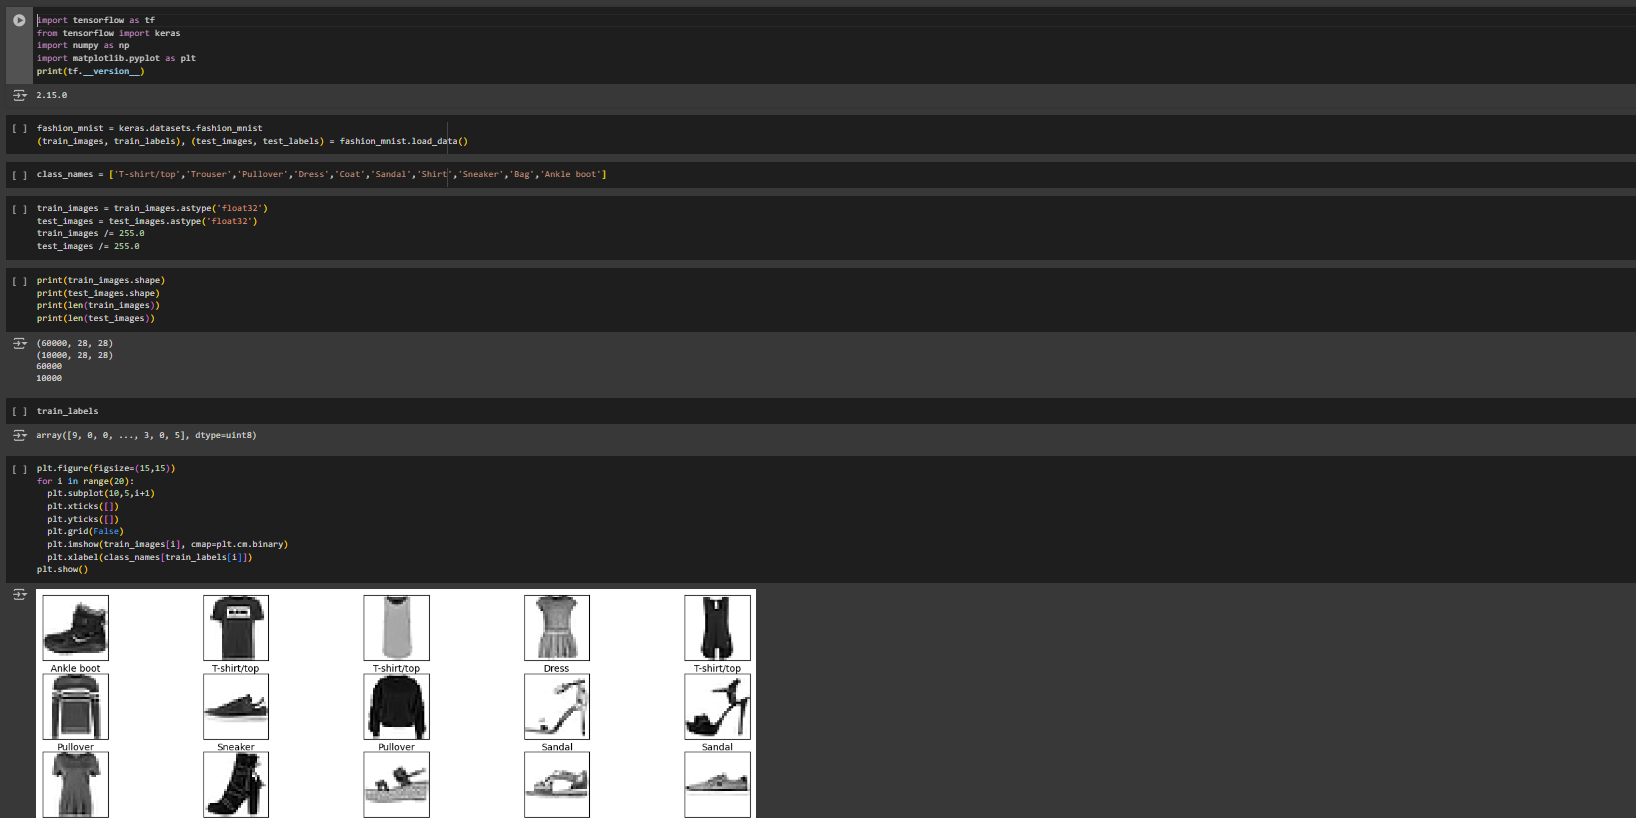 import tensorflow as tf
from tensorflow import keras
import numpy as np
import matplotlib.pyplot as plt
print(tf.__version__)
2.15.0
[ ] fashion_mnist = keras.datasets.fashion_mnist
(train_images, train_labels), (test_images, test_labels) = fashion_mnist.load_data()
[ ] class_names = ['T-shirt/top','Trouser','Pullover','Dress','Coat','Sandal','Shirt','Sneaker','Bag','Ankle boot']
[ ] train_images = train_images.astype('float32')
test_images = test_images.astype('float32')
train_images /= 255.0
test_images /= 255.0
[ ] print(train_images.shape)
print(test_images.shape)
print(len(train_images))
print(len(test_images))
(60000, 28, 28)
(10000, 28, 28)
60000
10000
[ ] train_labels
array([9, 0, 0, ..., 3, 0, 5], dtype=uint8)
[ ] plt.figure(figsize=(15,15))
for i in range(20):
  plt.subplot(10,5,i+1)
  plt.xticks([])
  plt.yticks([])
  plt.grid(False)
  plt.imshow(train_images[i], cmap=plt.cm.binary)
  plt.xlabel(class_names[train_labels[i]])
plt.show()
Ankle boot T-shirt/top T-shirt/top Dress T-shirt/top
Pullover Sneaker Pullover Sandal Sandal